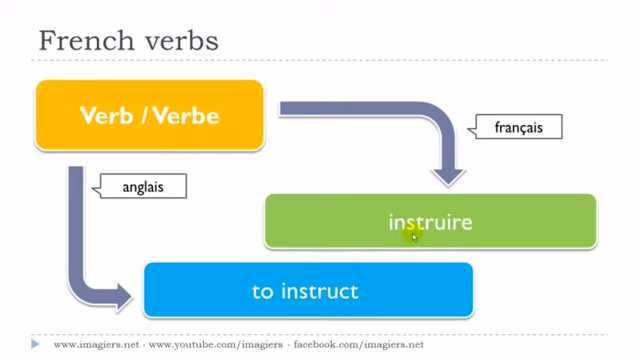 French verbs
Verb / Verbe
français
anglais
instruire
to instruct
www.imagiers.net - www.youtube.com/imagiers - facebook.com/imagiers.net